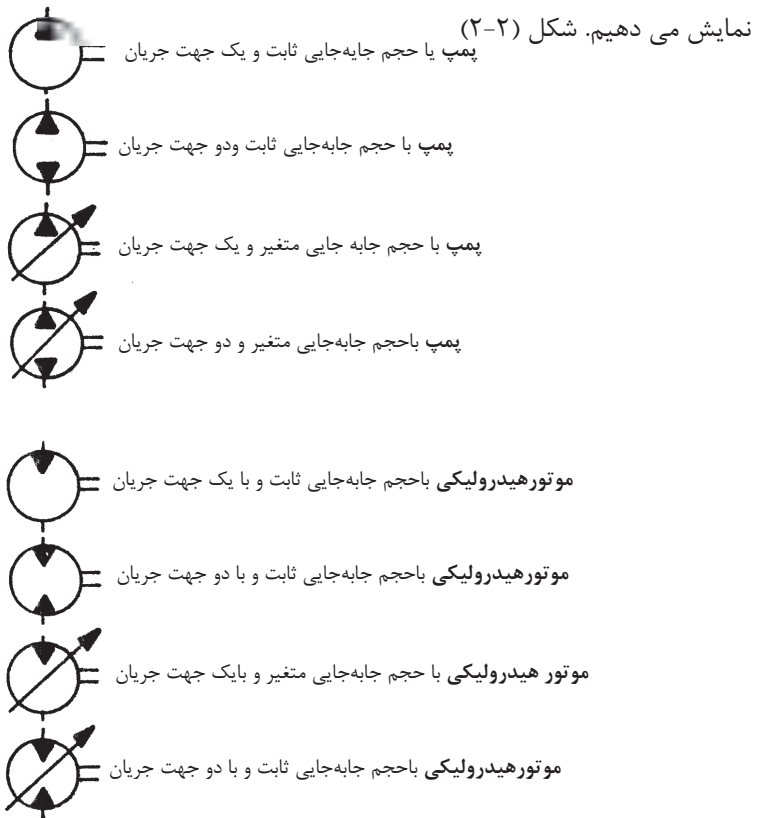 نمایش می دهیم. شکل (۲-۲)
پمپ یا حجم جایه‌جایی ثابت و یک جهت جریان
پمپ با حجم جابه‌جایی ثابت ودو جهت جریان
پمپ با حجم جابه جایی متغیر و یک جهت جریان
پمپ باحجم جابه‌جایی متغیر و دو جهت جریان
موتورهیدرولیکی باحجم جابه‌جایی ثابت و با یک جهت جریان
موتورهیدرولیکی باحجم جابه‌جایی ثابت و با دو جهت جریان
موتور هیدرولیکی با حجم جابه‌جایی متغیر و بایک جهت جریان
موتورهیدرولیکی باحجم جابه‌جایی ثابت و با دو جهت جریان